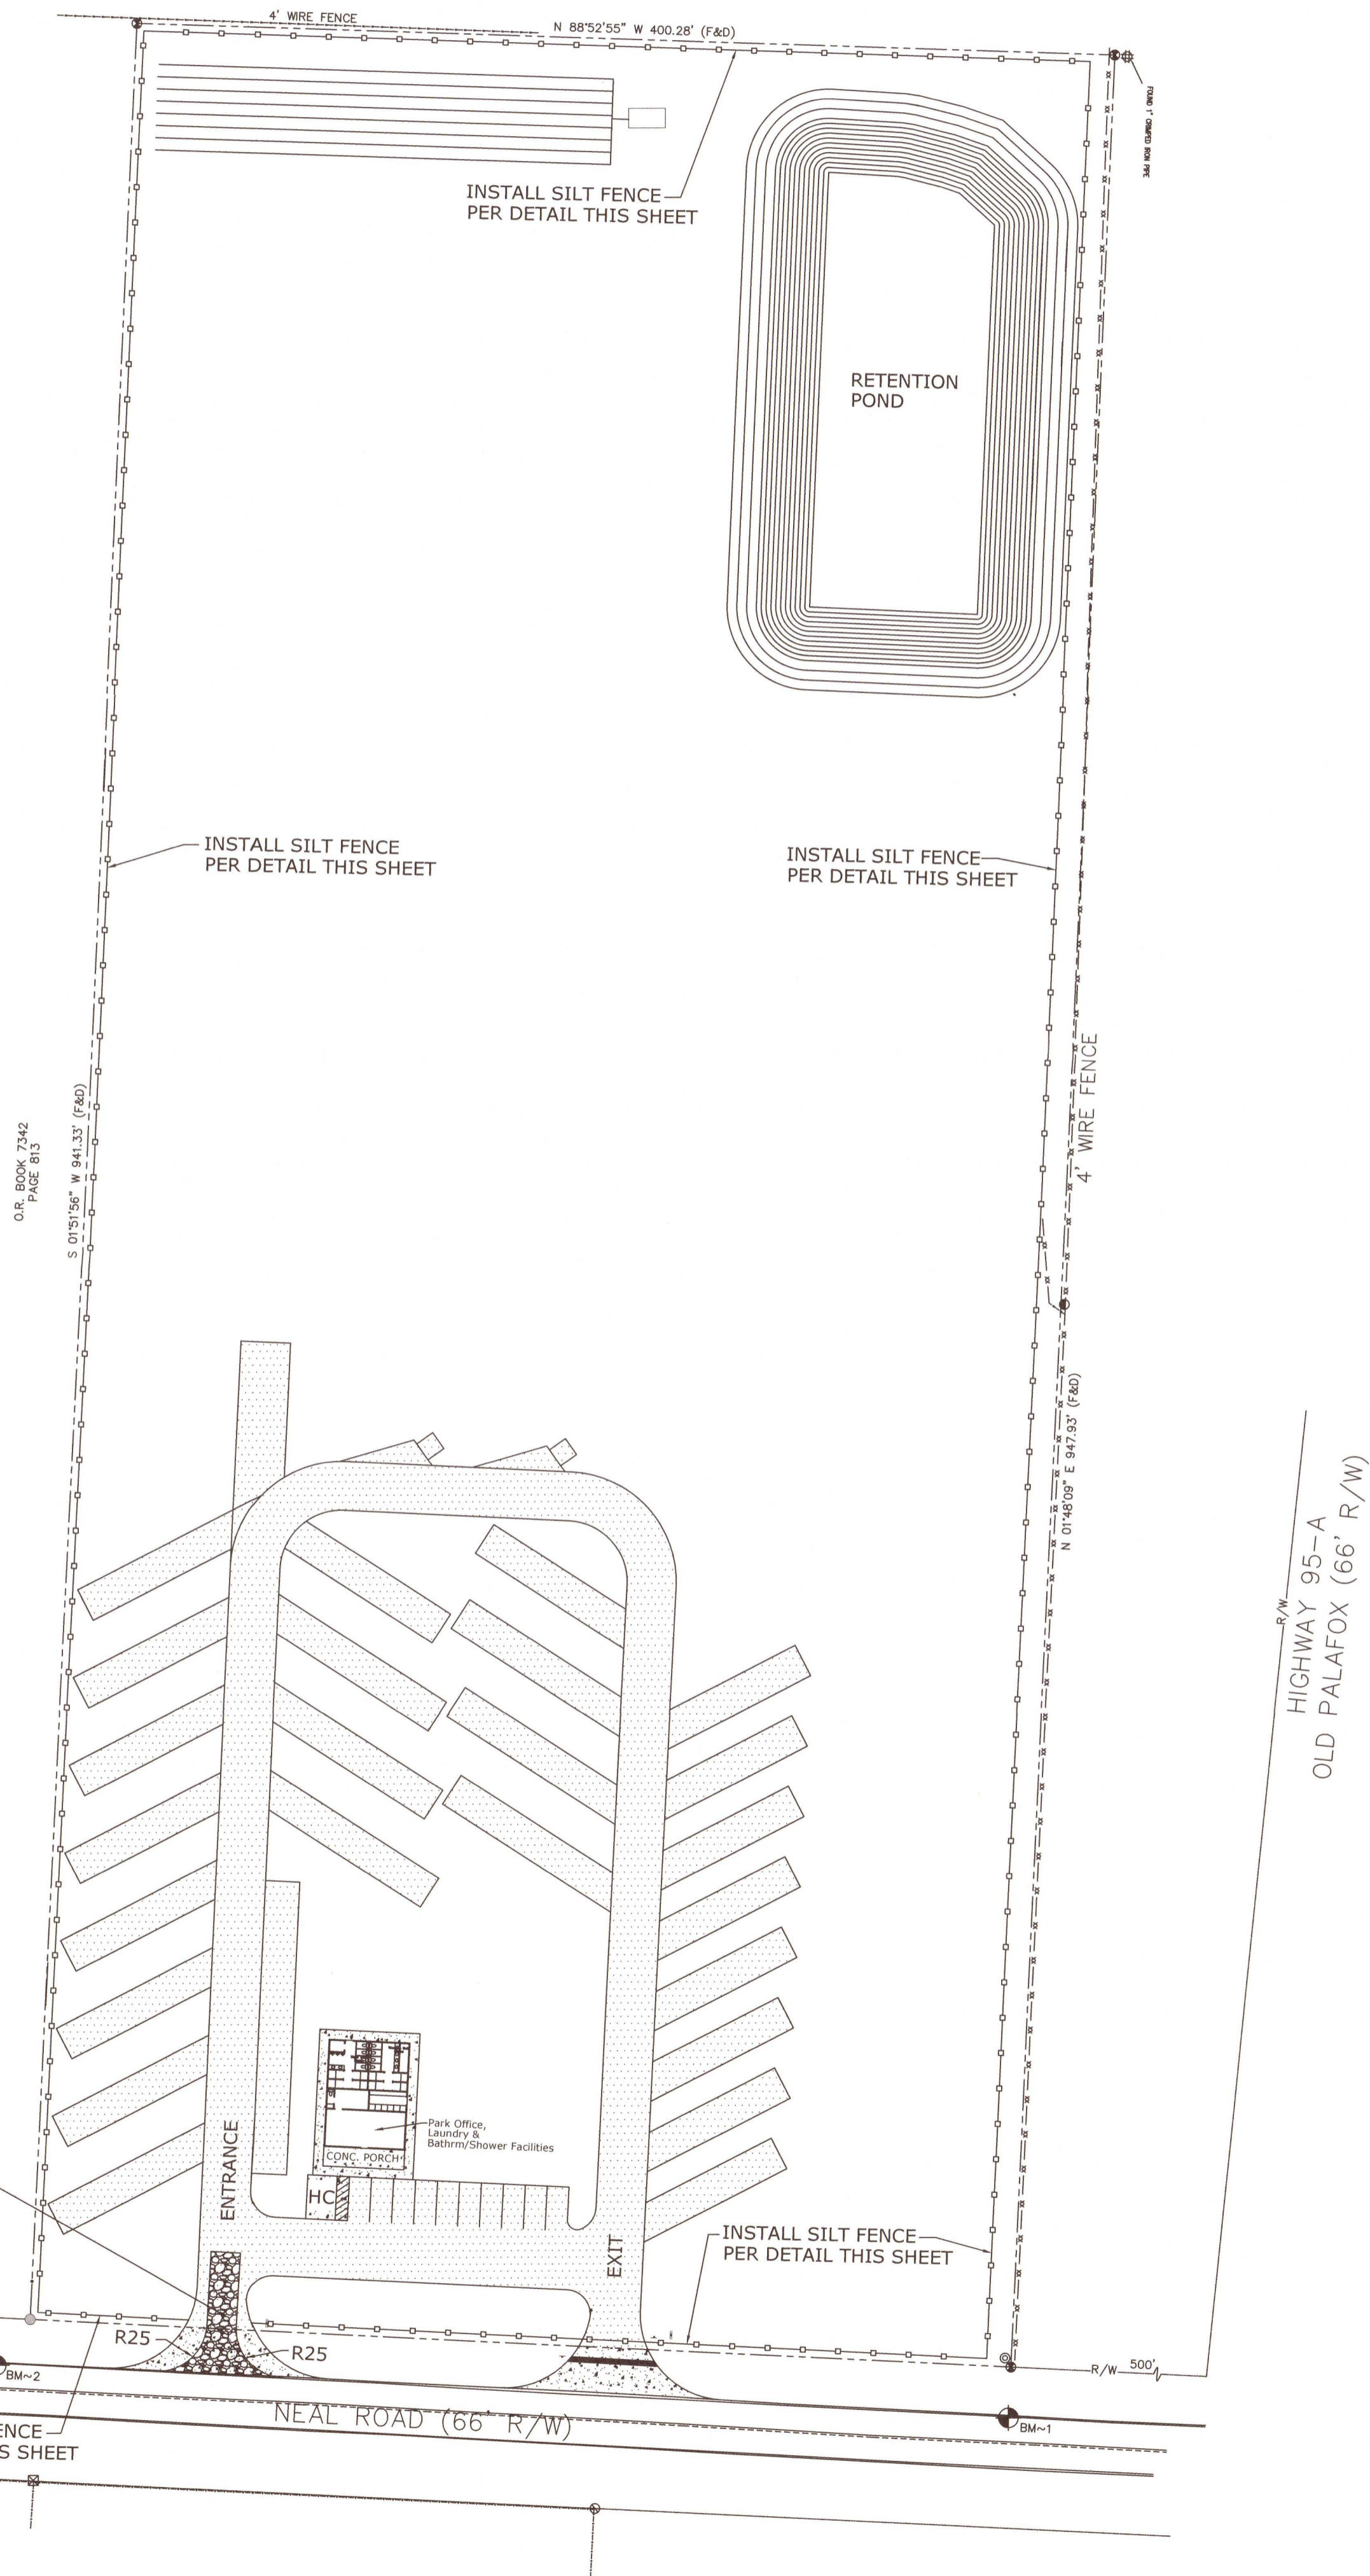 4' WIRE FENCE
N 88°52'55" W 400.28' (F&D)
FOUND 1" CRIMPED IRON PIPE
INSTALL SILT FENCE
PER DETAIL THIS SHEET
RETENTION
POND
INSTALL SILT FENCE
PER DETAIL THIS SHEET
INSTALL SILT FENCE
PER DETAIL THIS SHEET
O.R. BOOK 7342
PAGE 813
S 01°51'56" W 941.33' (F&D)
4' WIRE FENCE
N 01°48'09" E 947.93' (F&D)
R/W
HIGHWAY 95-A
OLD PALAFOX (66' R/W)
Park Office,
Laundry &
Bathrm/Shower Facilities
CONC. PORCH
ENTRANCE
HC
EXIT
INSTALL SILT FENCE
PER DETAIL THIS SHEET
R25
R25
R/W 500'
BM~2
NEAL ROAD (66' R/W)
BM~1
ENCE
S SHEET